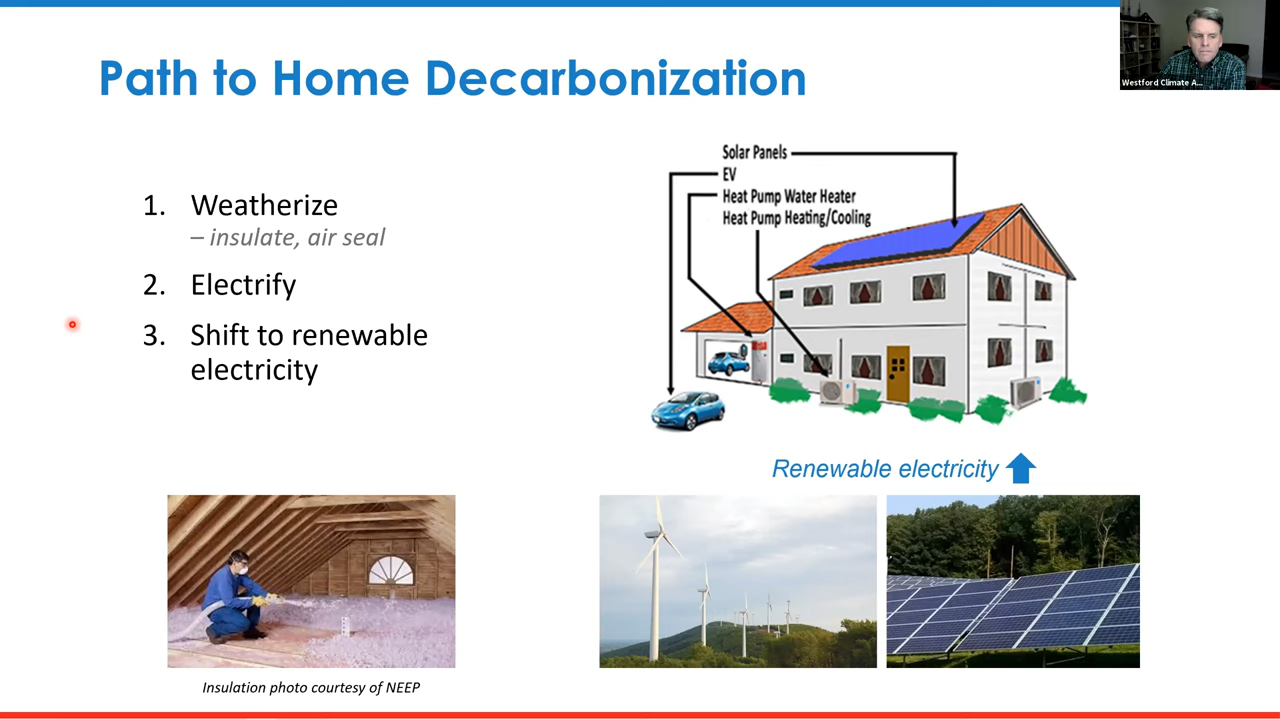 Path to Home Decarbonization
Westford Climate A...
1. Weatherize
– insulate, air seal
2. Electrify
3. Shift to renewable
electricity
Solar Panels
EV
Heat Pump Water Heater
Heat Pump Heating/Cooling
Renewable electricity
Insulation photo courtesy of NEEP